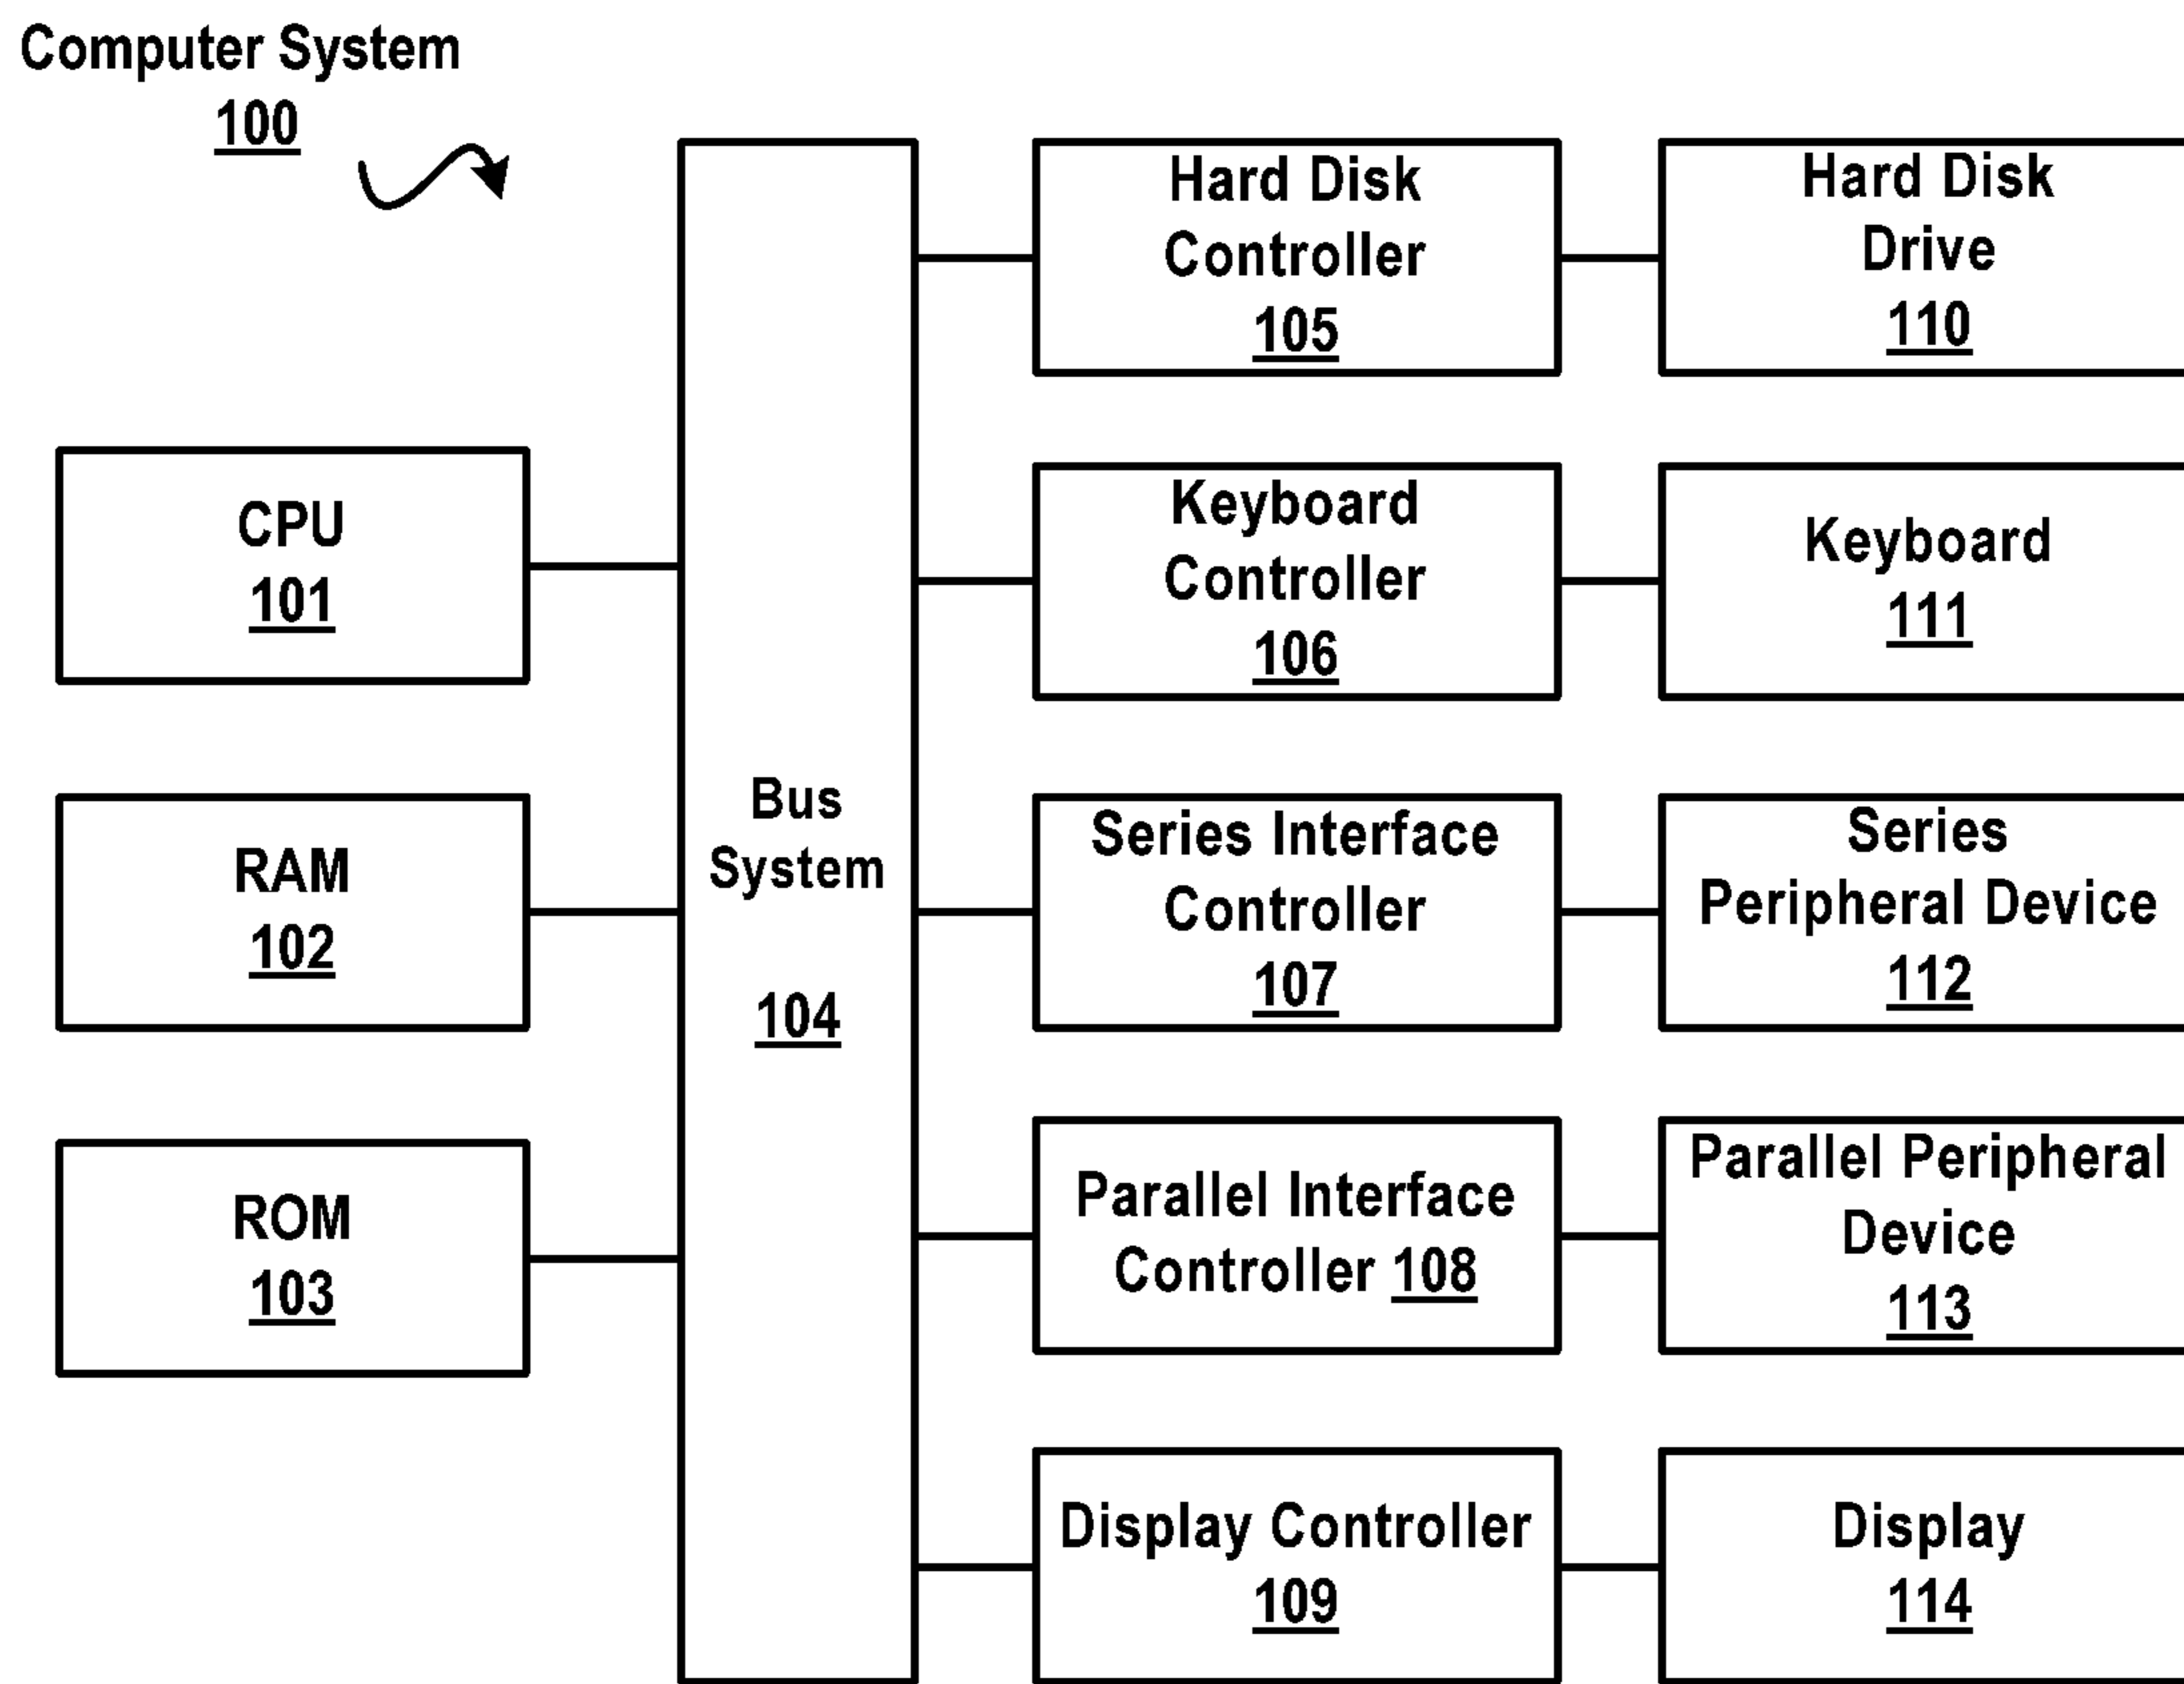 Computer System
100
CPU
101
RAM
102
ROM
103
Bus
System
104
Hard Disk
Controller
105
Hard Disk
Drive
110
Keyboard
Controller
106
Keyboard
111
Series Interface
Controller
107
Series
Peripheral Device
112
Parallel Interface
Controller 108
Parallel Peripheral
Device
113
Display Controller
109
Display
114